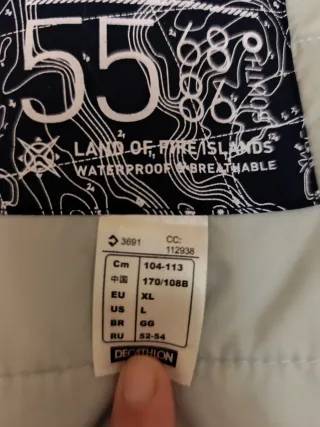 55
LAND OF FIRE ISLANDS
WATERPROOF & BREATHABLE
3691
CC:
112938
Cm 104-113
中国 170/108B
EU XL
US L
BR GG
RU 52-54
DECATHLON